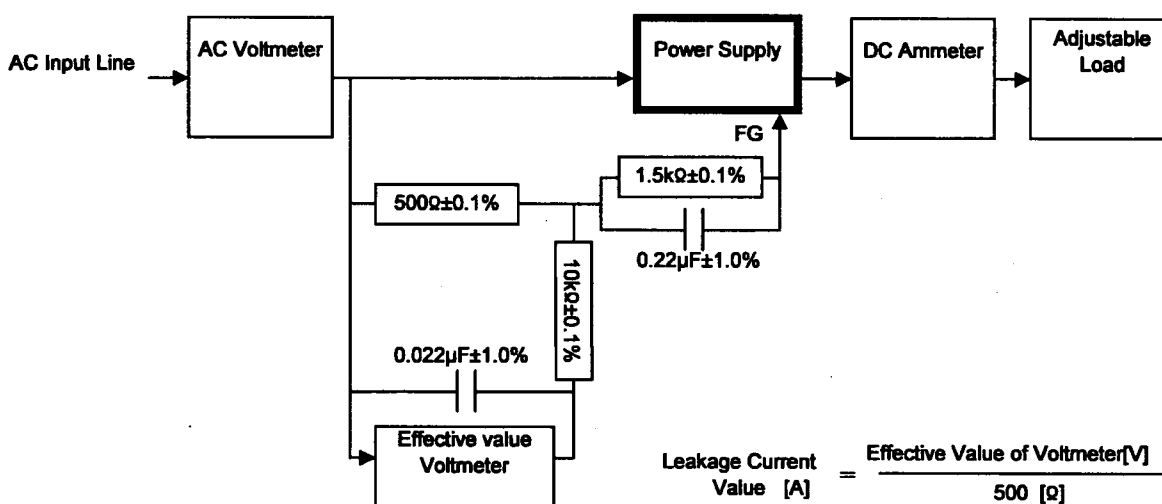 AC Input Line
AC Voltmeter
Power Supply
DC Ammeter
Adjustable
Load
FG
500Ω±0.1%
1.5kΩ±0.1%
0.22µF±1.0%
10kΩ±0.1%
0.022µF±1.0%
Effective value
Voltmeter
Leakage Current
Value [A]
=
Effective Value of Voltmeter[V]
500 [Ω]